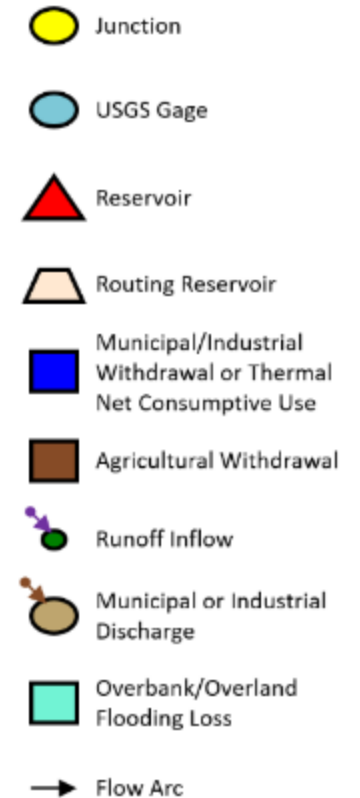 Junction
USGS Gage
Reservoir
Routing Reservoir
Municipal/Industrial
Withdrawal or Thermal
Net Consumptive Use
Agricultural Withdrawal
Runoff Inflow
Municipal or Industrial
Discharge
Overbank/Overland
Flooding Loss
Flow Arc